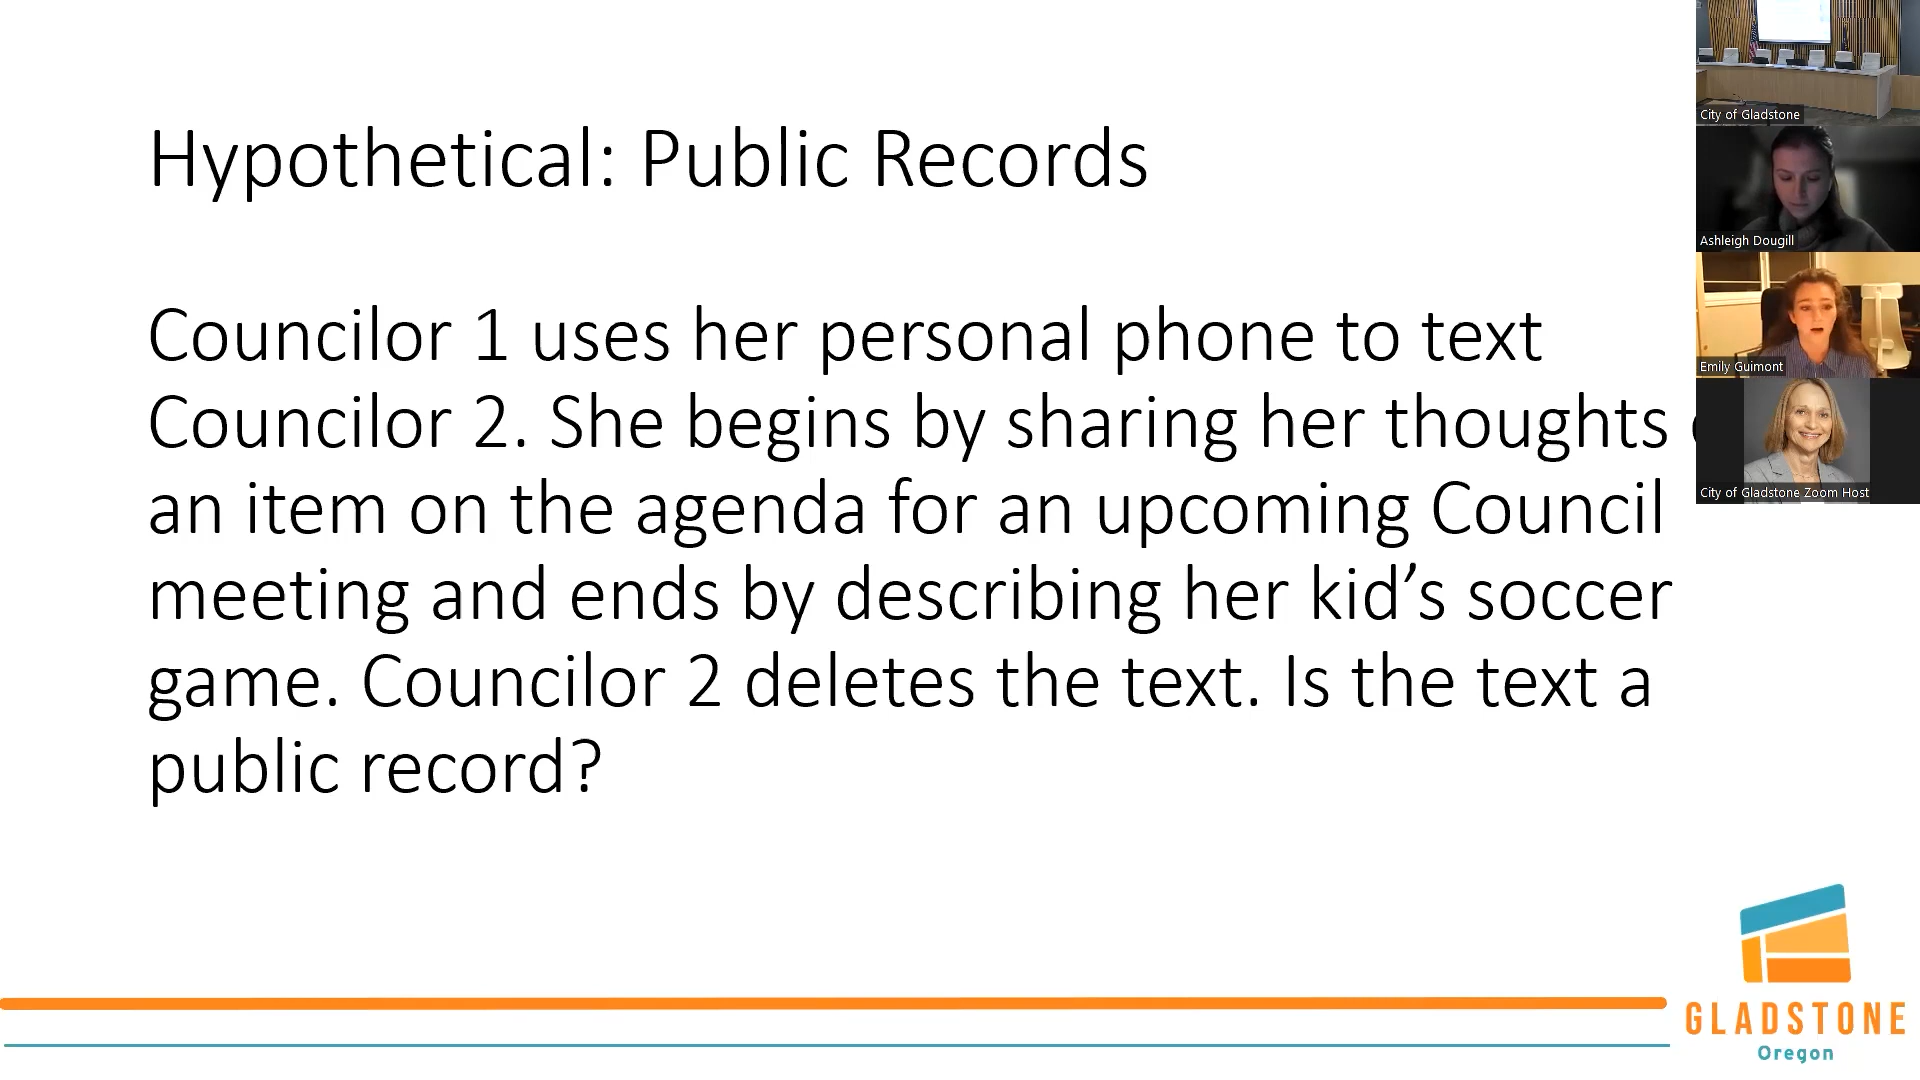 Hypothetical: Public Records
Councilor 1 uses her personal phone to text
Councilor 2. She begins by sharing her thoughts
an item on the agenda for an upcoming Council
meeting and ends by describing her kid’s soccer
game. Councilor 2 deletes the text. Is the text a
public record?
City of Gladstone
Ashleigh Dougill
Emily Guimont
City of Gladstone Zoom Host
GLADSTONE
Oregon